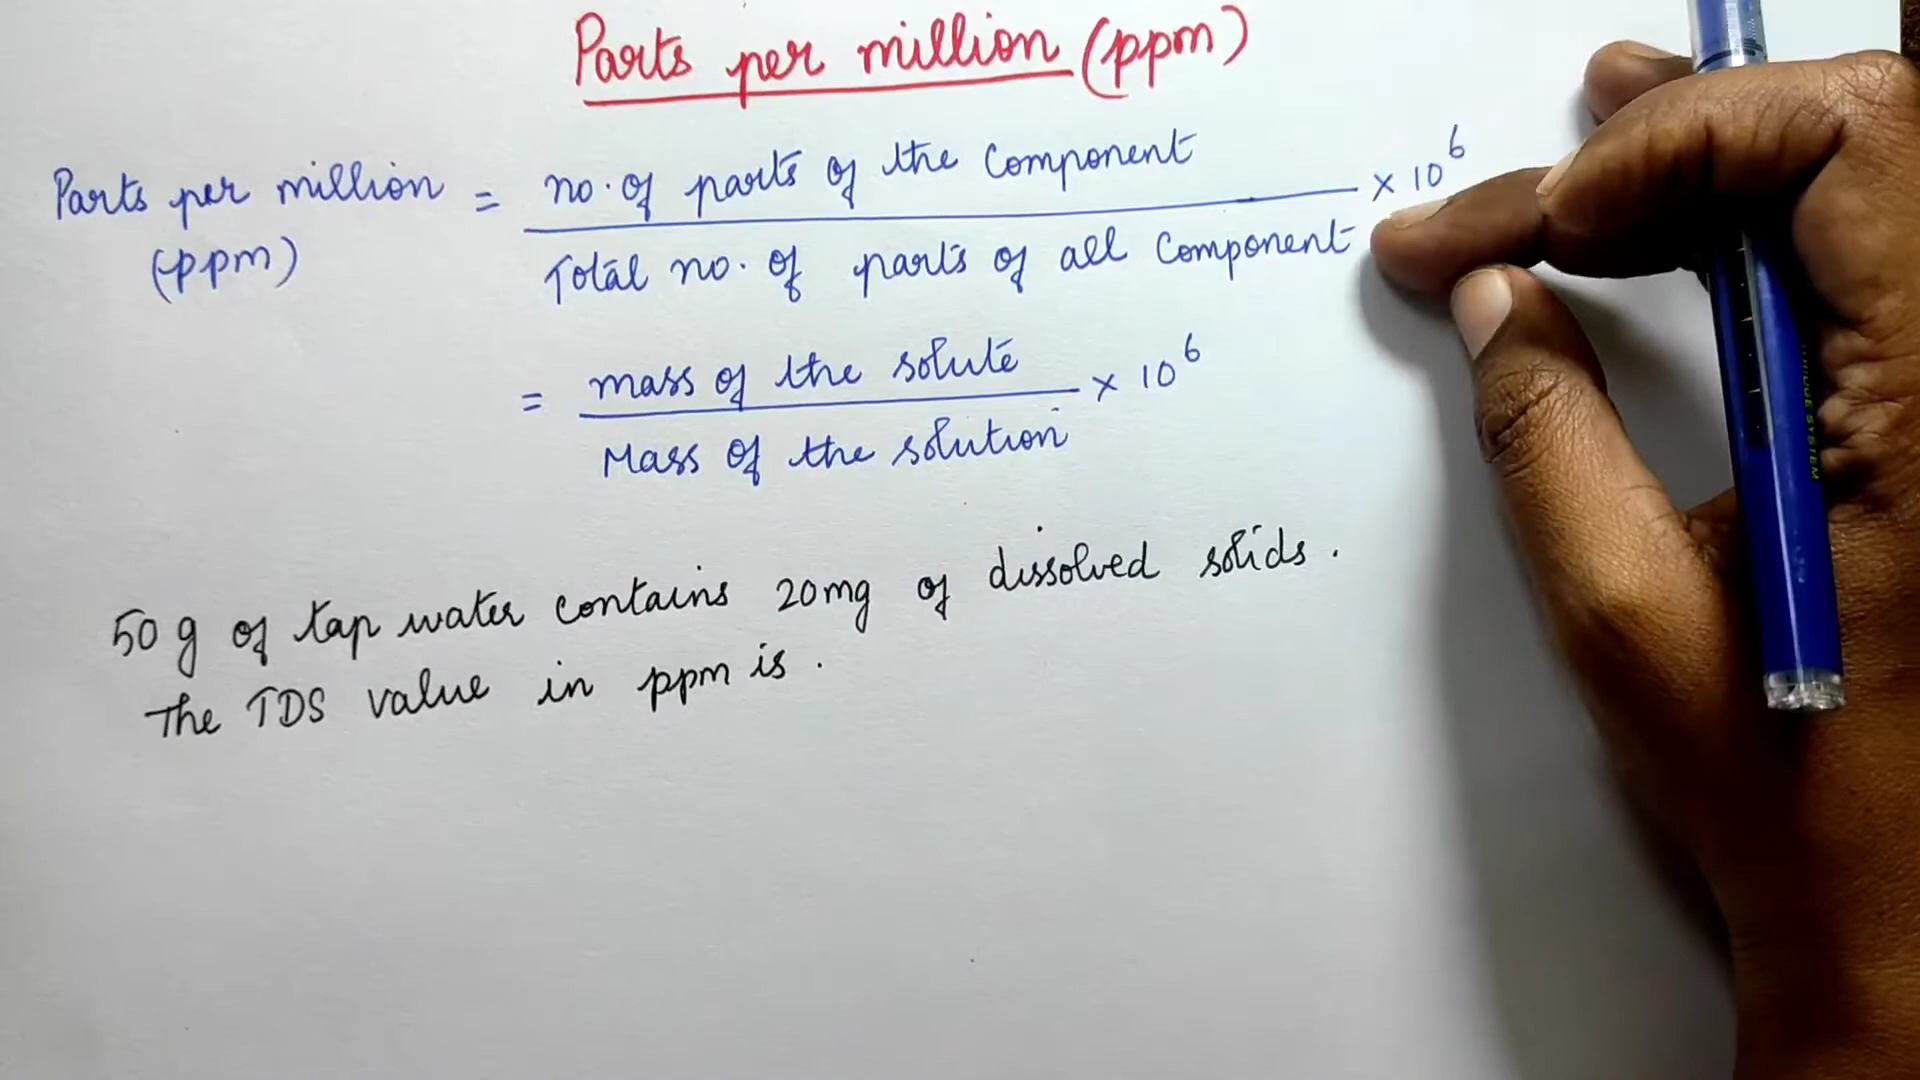 Parts per million (ppm)
Parts per million (ppm) = no. of parts of the component / Total no. of parts of all component × 10^6
= mass of the solute / Mass of the solution × 10^6
50 g of tap water contains 20mg of dissolved solids.
The TDS value in ppm is.